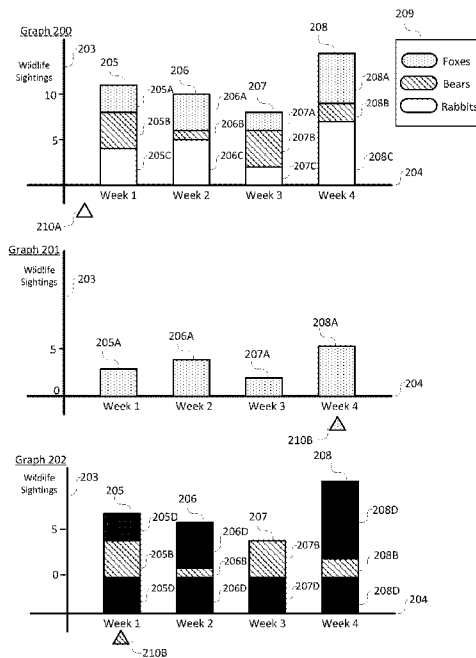 Graph 200
203
Wildlife
Sightings
10
5
205
205A
205B
205C
206
206A
206B
206C
207
207A
207B
207C
208
208A
208B
208C
209
Foxes
Bears
Rabbits
204
Week 1 Week 2 Week 3 Week 4
210A
Graph 201
203
Wildlife
Sightings
5
0
205A
206A
207A
208A
204
Week 1 Week 2 Week 3 Week 4
210B
Graph 202
203
Wildlife
Sightings
5
0
205
205D
205B
205D
206
206D
206B
206D
207
207B
207D
208
208D
208B
208D
204
Week 1 Week 2 Week 3 Week 4
210B